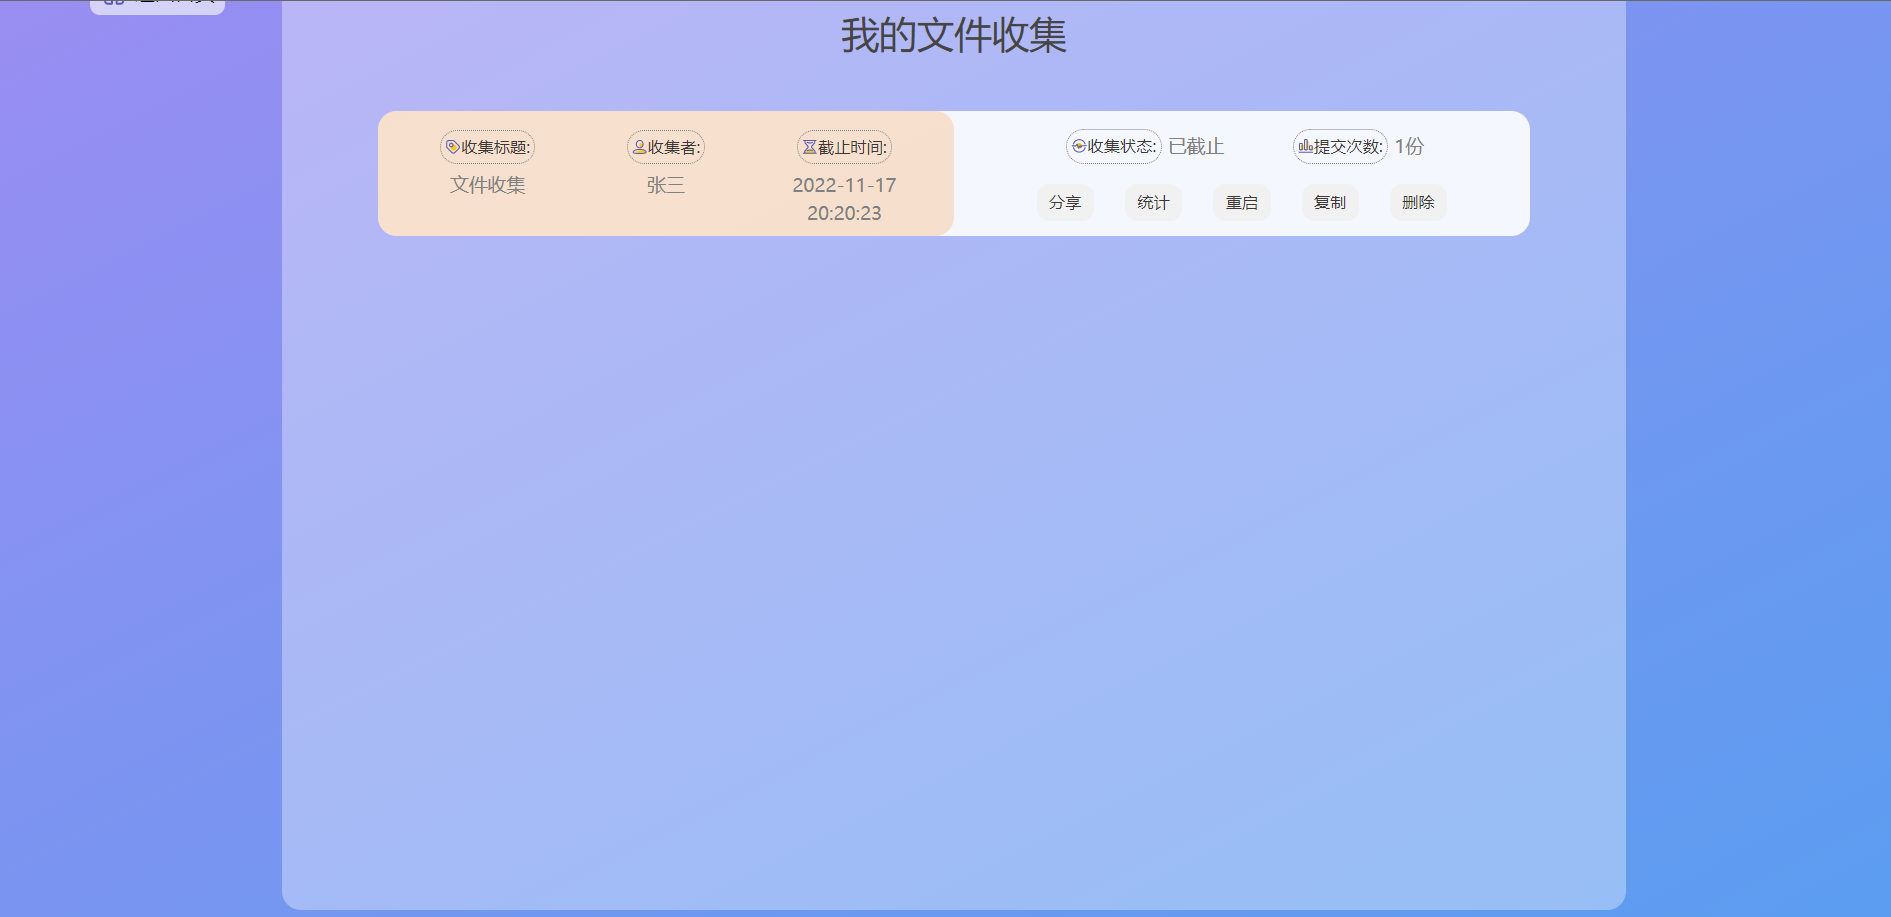 我的文件收集
收集标题:
文件收集
收集者:
张三
截止时间:
2022-11-17
20:20:23
收集状态: 已截止
提交次数: 1份
分享 统计 重启 复制 删除